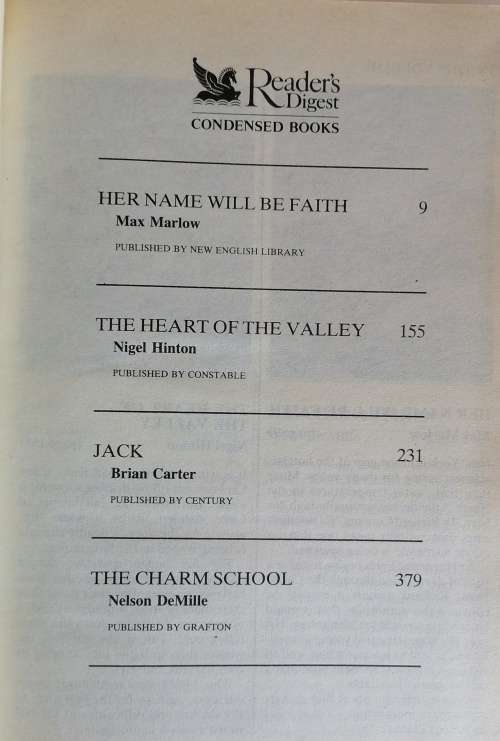 Reader's
Digest
CONDENSED BOOKS
HER NAME WILL BE FAITH 9
Max Marlow
PUBLISHED BY NEW ENGLISH LIBRARY
THE HEART OF THE VALLEY 155
Nigel Hinton
PUBLISHED BY CONSTABLE
JACK 231
Brian Carter
PUBLISHED BY CENTURY
THE CHARM SCHOOL 379
Nelson DeMille
PUBLISHED BY GRAFTON